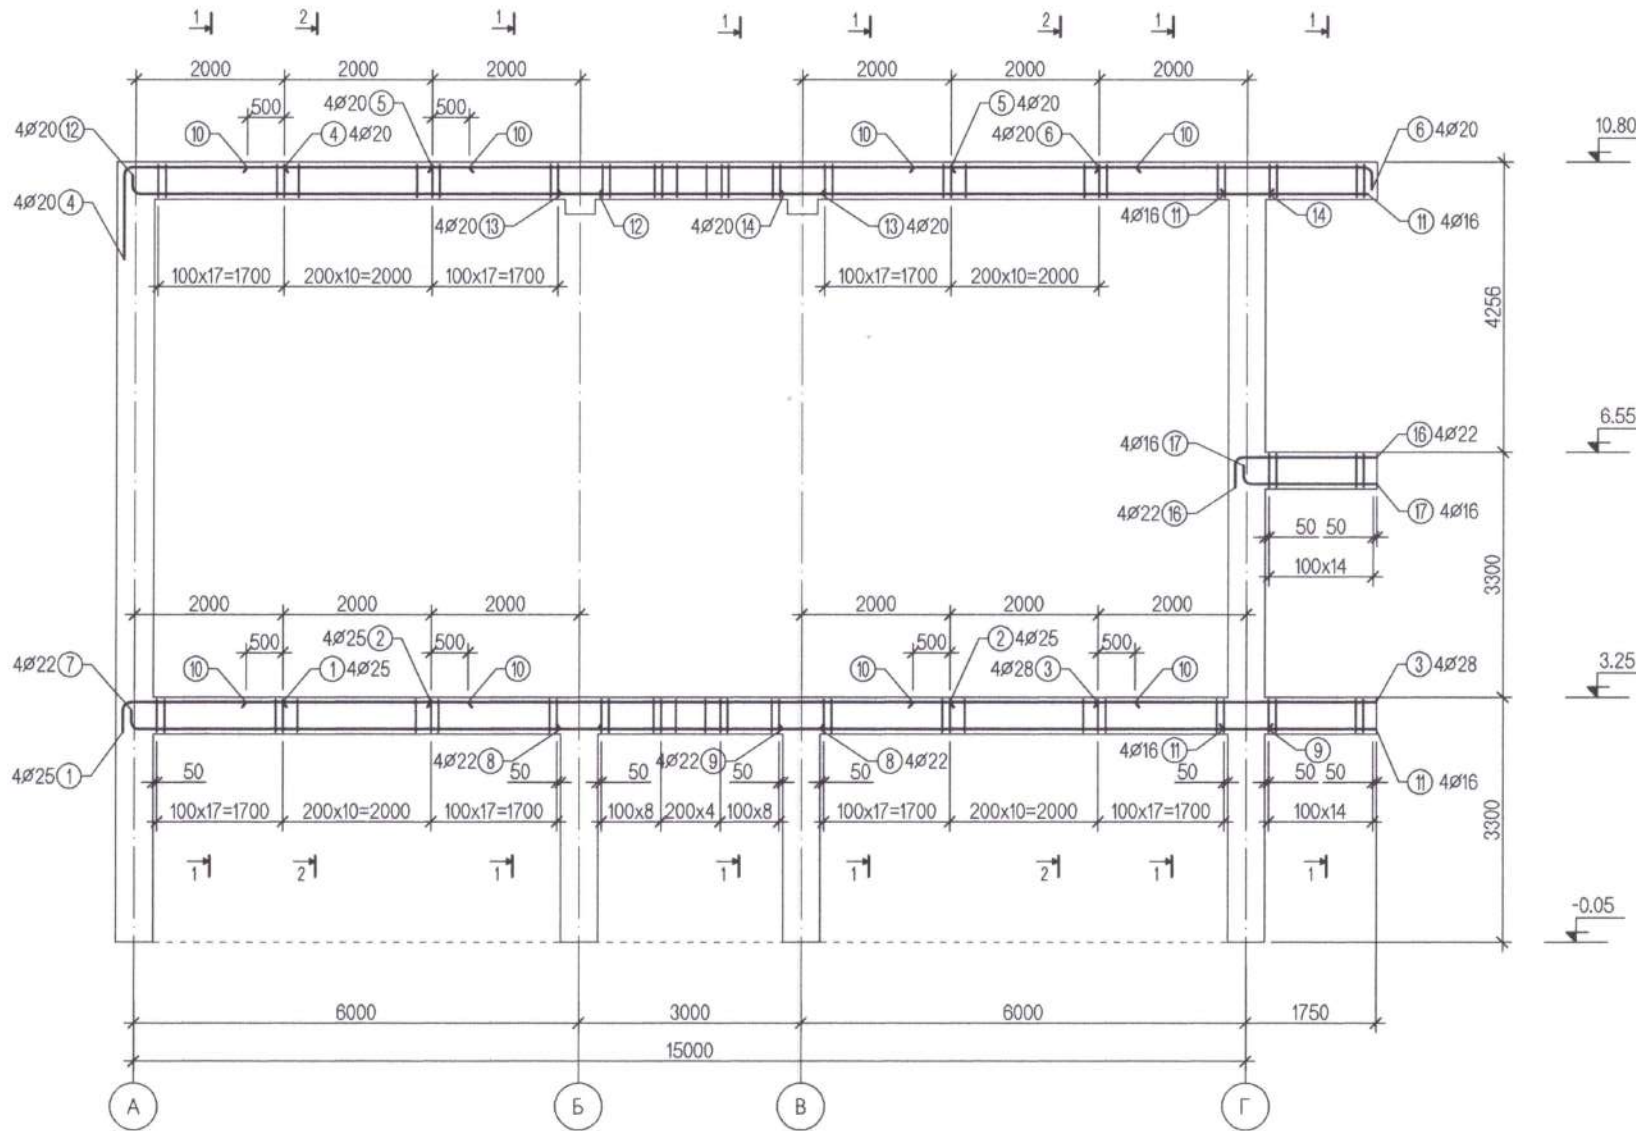 1 2 1 1 1 2 1 1
2000 2000 2000 2000 2000 2000
500 4Ø20 5 500 5 4Ø20
4Ø20 12 10 4 4Ø20 10 10 4Ø20 6 10 6 4Ø20 10.80
4Ø20 4 4Ø20 13 12 4Ø20 14 13 4Ø20 4Ø16 11 14 11 4Ø16
100x17=1700 200x10=2000 100x17=1700 100x17=1700 200x10=2000
4256
6.55
4Ø16 17 16 4Ø22
4Ø22 16 17 4Ø16
50 50
100x14
3300
2000 2000 2000 2000 2000 2000
500 4Ø25 2 500 500 2 4Ø25 500
4Ø22 7 10 1 4Ø25 10 10 4Ø28 3 10 3 4Ø28 3.25
4Ø25 1 4Ø22 8 4Ø22 9 8 4Ø22 4Ø16 11 9 11 4Ø16
50 50 50 50 50 50 50 50
100x17=1700 200x10=2000 100x17=1700 100x8 200x4 100x8 100x17=1700 200x10=2000 100x17=1700 100x14
3300
1 2 1 1 1 2 1 1
-0.05
6000 3000 6000 1750
15000
А Б В Г